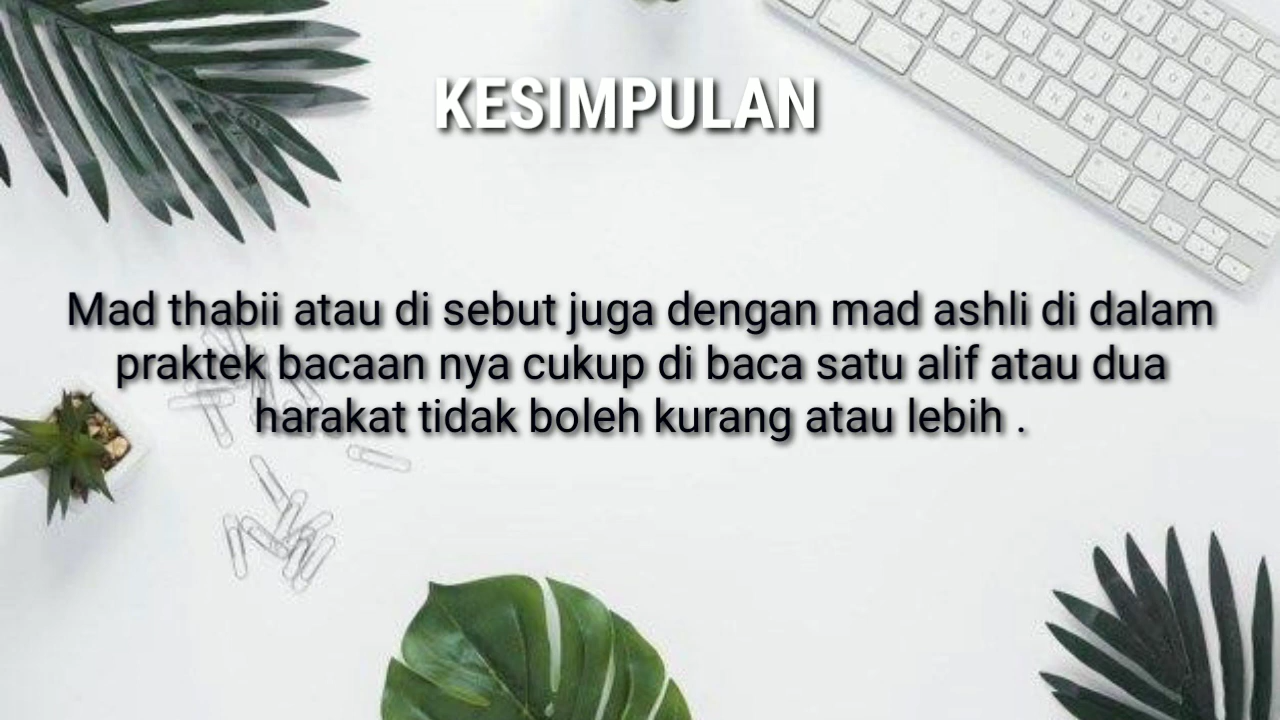 KESIMPULAN
Mad thabii atau di sebut juga dengan mad ashli di dalam
praktek bacaan nya cukup di baca satu alif atau dua
harakat tidak boleh kurang atau lebih .